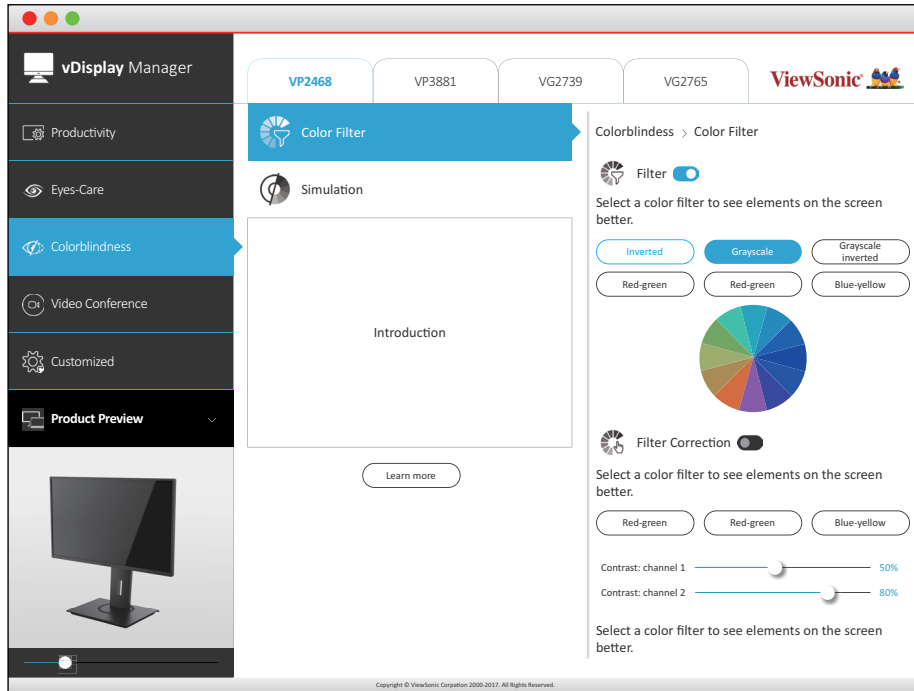 vDisplay Manager
VP2468
VP3881
VG2739
VG2765
ViewSonic
Productivity
Eyes-Care
Colorblindness
Video Conference
Customized
Product Preview
Color Filter
Simulation
Introduction
Learn more
Colorblindess > Color Filter
Filter
Select a color filter to see elements on the screen
better.
Inverted
Grayscale
Grayscale
inverted
Red-green
Red-green
Blue-yellow
Filter Correction
Select a color filter to see elements on the screen
better.
Red-green
Red-green
Blue-yellow
Contrast: channel 1
50%
Contrast: channel 2
80%
Select a color filter to see elements on the screen
better.
Copyright © ViewSonic Corpation 2000-2017. All Rights Reserved.